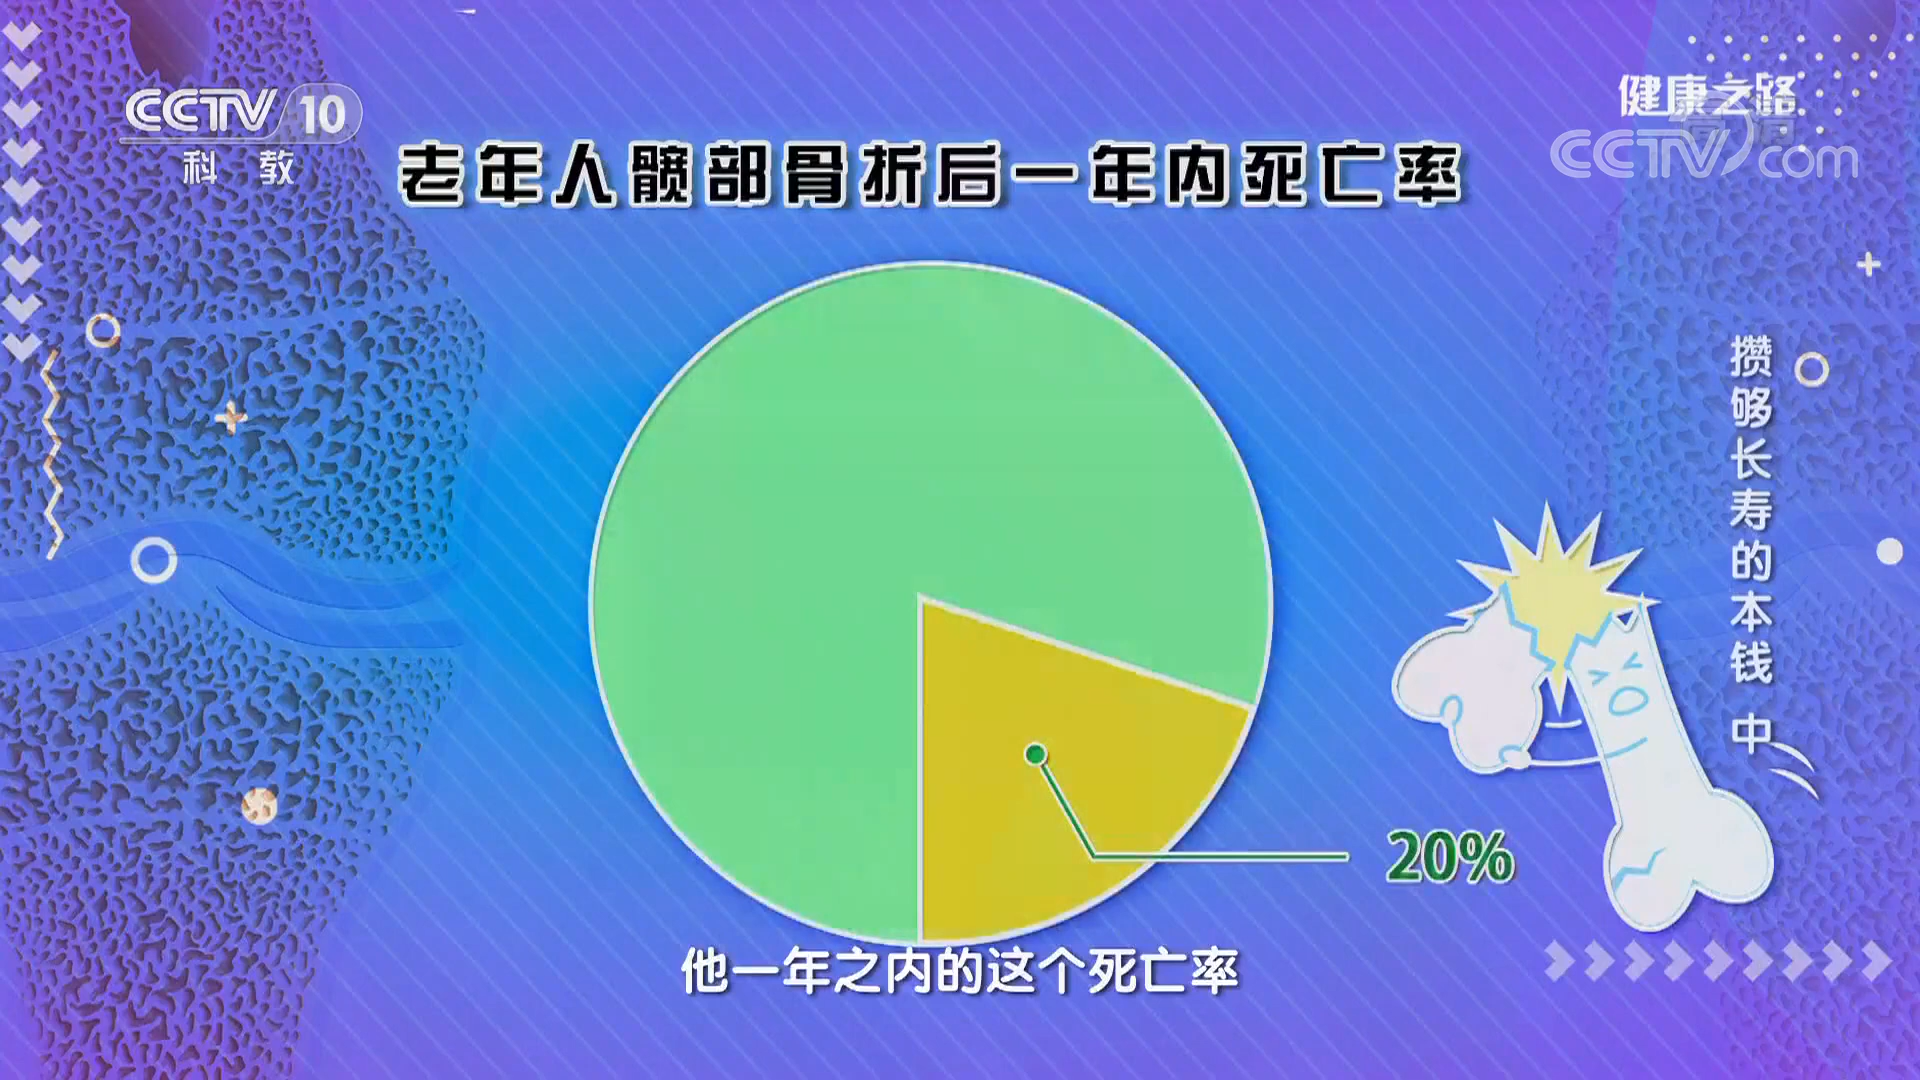 CCTV 10
科 教
健康之路
高清
CCTV.com
老年人髋部骨折后一年内死亡率
攒够长寿的本钱 中
20%
他一年之内的这个死亡率